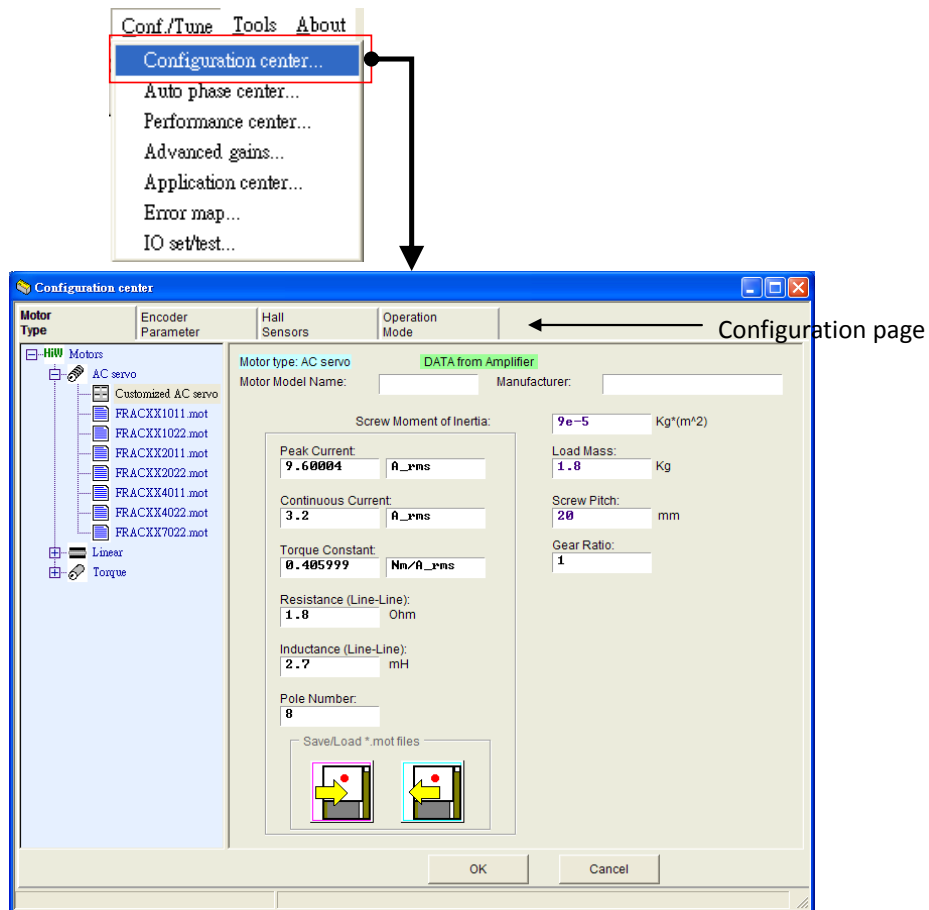 Conf./Tune Tools About
Configuration center...
Auto phase center...
Performance center...
Advanced gains...
Application center...
Error map...
IO set/test...
Configuration center
Motor Type
Encoder Parameter
Hall Sensors
Operation Mode
Configuration page
HiW Motors
AC servo
Customized AC servo
FRACXX1011.mot
FRACXX1022.mot
FRACXX2011.mot
FRACXX2022.mot
FRACXX4011.mot
FRACXX4022.mot
FRACXX7022.mot
Linear
Torque
Motor type: AC servo DATA from Amplifier
Motor Model Name: Manufacturer:
Screw Moment of Inertia: 9e-5 Kg*(m^2)
Peak Current:
9.60004 A_rms
Continuous Current:
3.2 A_rms
Torque Constant:
0.405999 Nm/A_rms
Resistance (Line-Line):
1.8 Ohm
Inductance (Line-Line):
2.7 mH
Pole Number:
8
Load Mass:
1.8 Kg
Screw Pitch:
20 mm
Gear Ratio:
1
Save/Load *.mot files
OK Cancel